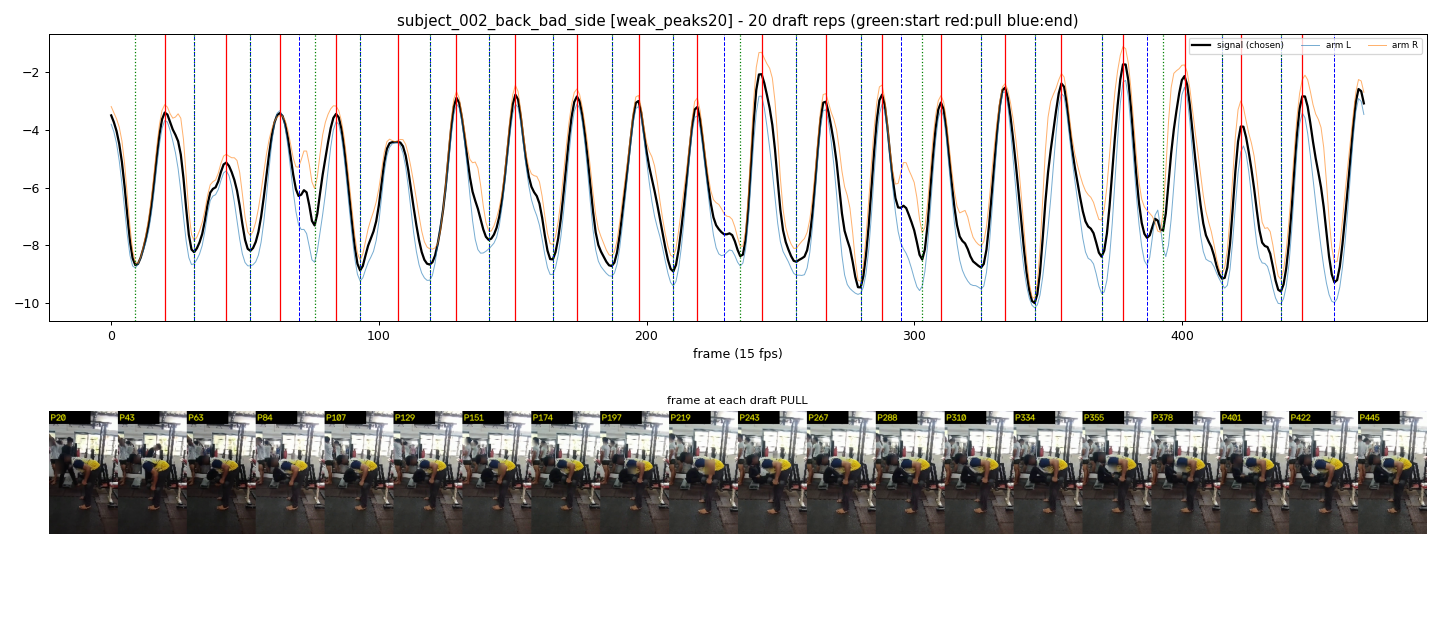 subject_002_back_bad_side [weak_peaks20] - 20 draft reps (green:start red:pull blue:end)
signal (chosen) arm L arm R
−2
−4
−6
−8
−10
0 100 200 300 400
frame (15 fps)
frame at each draft PULL
P20 P43 P63 P84 P107 P129 P151 P174 P197 P219 P243 P267 P288 P310 P334 P355 P378 P401 P422 P445